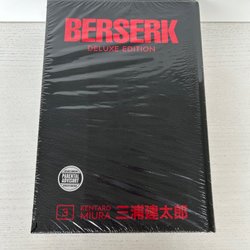 BERSERK
DELUXE EDITION
PARENTAL
ADVISORY
3
KENTARO
MIURA
三浦建太郎